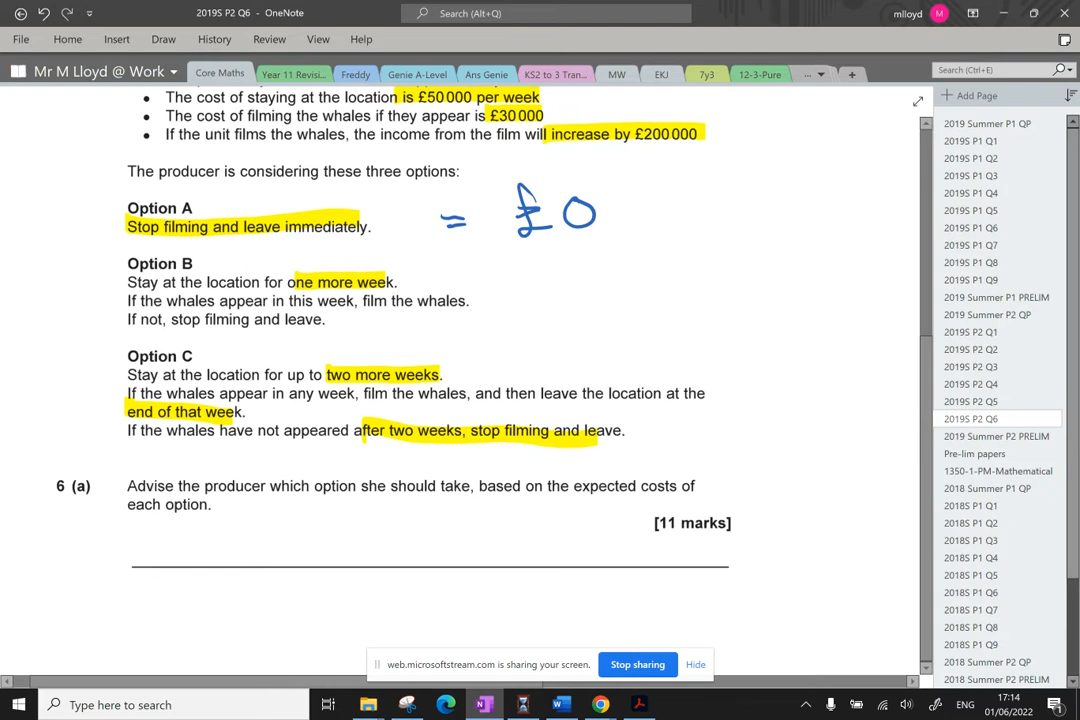 2019S P2 Q6 - OneNote
Search (Alt+Q)
mlloyd
M
File
Home
Insert
Draw
History
Review
View
Help
Mr M Lloyd @ Work
Core Maths
Year 11 Revisi...
Freddy
Genie A-Level
Ans Genie
KS2 to 3 Tran...
MW
EKJ
7y3
12-3-Pure
...
Search (Ctrl+E)
• The cost of staying at the location is £50 000 per week
• The cost of filming the whales if they appear is £30 000
• If the unit films the whales, the income from the film will increase by £200 000
The producer is considering these three options:
Option A
Stop filming and leave immediately.
= £0
Option B
Stay at the location for one more week.
If the whales appear in this week, film the whales.
If not, stop filming and leave.
Option C
Stay at the location for up to two more weeks.
If the whales appear in any week, film the whales, and then leave the location at the
end of that week.
If the whales have not appeared after two weeks, stop filming and leave.
6 (a) Advise the producer which option she should take, based on the expected costs of
each option.
[11 marks]
Add Page
2019 Summer P1 QP
2019S P1 Q1
2019S P1 Q2
2019S P1 Q3
2019S P1 Q4
2019S P1 Q5
2019S P1 Q6
2019S P1 Q7
2019S P1 Q8
2019S P1 Q9
2019 Summer P1 PRELIM
2019 Summer P2 QP
2019S P2 Q1
2019S P2 Q2
2019S P2 Q3
2019S P2 Q4
2019S P2 Q5
2019S P2 Q6
2019 Summer P2 PRELIM
Pre-lim papers
1350-1-PM-Mathematical
2018 Summer P1 QP
2018S P1 Q1
2018S P1 Q2
2018S P1 Q3
2018S P1 Q4
2018S P1 Q5
2018S P1 Q6
2018S P1 Q7
2018S P1 Q8
2018S P1 Q9
2018 Summer P2 QP
2018 Summer P2 PRELIM
web.microsoftstream.com is sharing your screen.
Stop sharing
Hide
Type here to search
ENG
17:14
01/06/2022